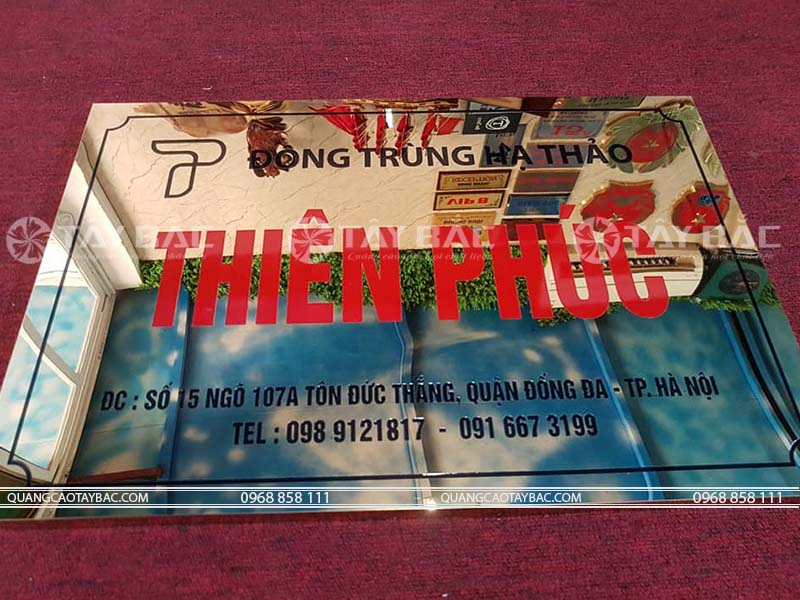 ĐÔNG TRÙNG HẠ THẢO
THIÊN PHÚC
TÂY BẮC TÂY BẮC TÂY BẮC
ĐC : SỐ 15 NGÕ 107A TÔN ĐỨC THẮNG, QUẬN ĐỐNG ĐA - TP. HÀ NỘI
TEL : 098 9121817 - 091 667 3199
QUANGCAOTAYBAC.COM 0968 858 111 QUANGCAOTAYBAC.COM 0968 858 111